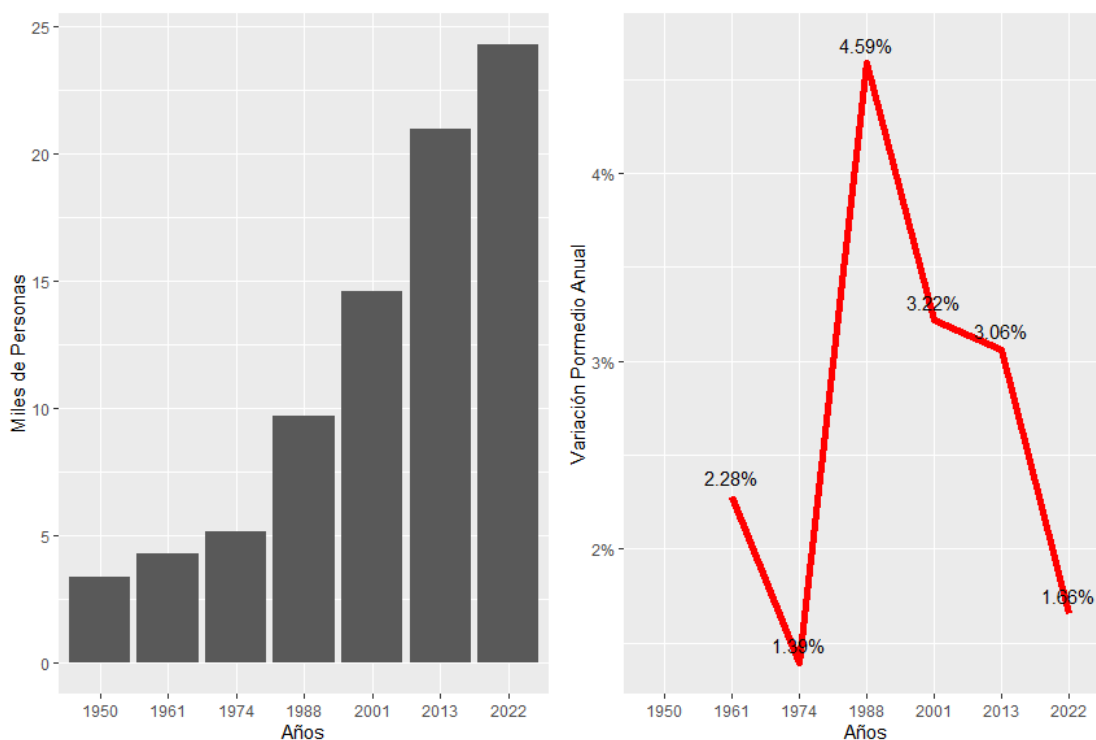 Miles de Personas
25
20
15
10
5
0
1950 1961 1974 1988 2001 2013 2022
Años
Variación Pormedio Anual
4%
3%
2%
4.59%
3.22%
3.06%
2.28%
1.66%
1.39%
1950 1961 1974 1988 2001 2013 2022
Años